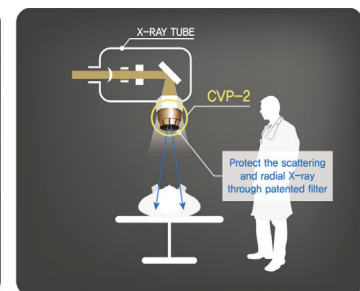 X-RAY TUBE
CVP-2
Protect the scattering
and radial X-ray
through patented filter